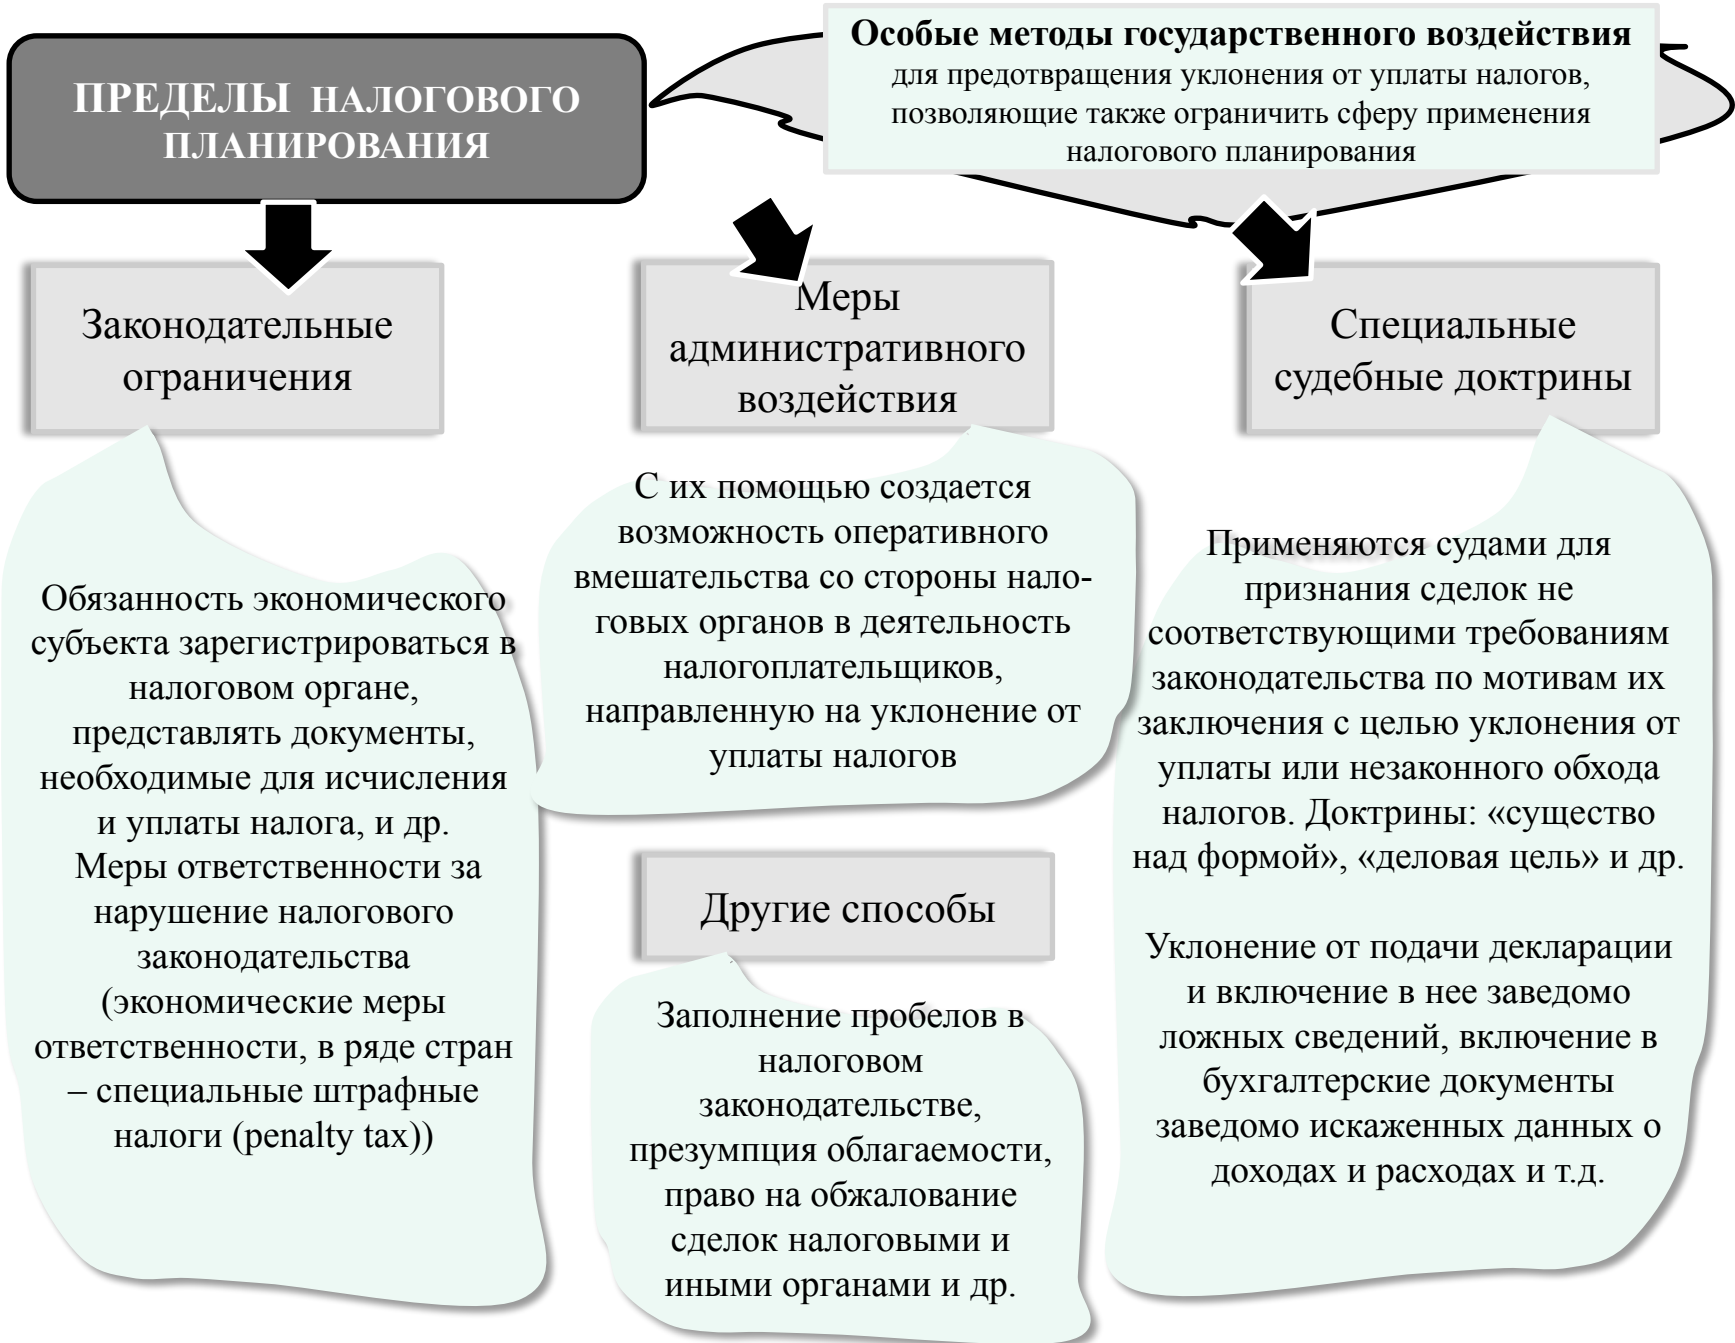 ПРЕДЕЛЫ НАЛОГОВОГО
ПЛАНИРОВАНИЯ
Особые методы государственного воздействия
для предотвращения уклонения от уплаты налогов,
позволяющие также ограничить сферу применения
налогового планирования
Законодательные
ограничения
Обязанность экономического
субъекта зарегистрироваться в
налоговом органе,
представлять документы,
необходимые для исчисления
и уплаты налога, и др.
Меры ответственности за
нарушение налогового
законодательства
(экономические меры
ответственности, в ряде стран
– специальные штрафные
налоги (penalty tax))
Меры
административного
воздействия
С их помощью создается
возможность оперативного
вмешательства со стороны нало-
говых органов в деятельность
налогоплательщиков,
направленную на уклонение от
уплаты налогов
Другие способы
Заполнение пробелов в
налоговом
законодательстве,
презумпция облагаемости,
право на обжалование
сделок налоговыми и
иными органами и др.
Специальные
судебные доктрины
Применяются судами для
признания сделок не
соответствующими требованиям
законодательства по мотивам их
заключения с целью уклонения от
уплаты или незаконного обхода
налогов. Доктрины: «существо
над формой», «деловая цель» и др.
Уклонение от подачи декларации
и включение в нее заведомо
ложных сведений, включение в
бухгалтерские документы
заведомо искаженных данных о
доходах и расходах и т.д.